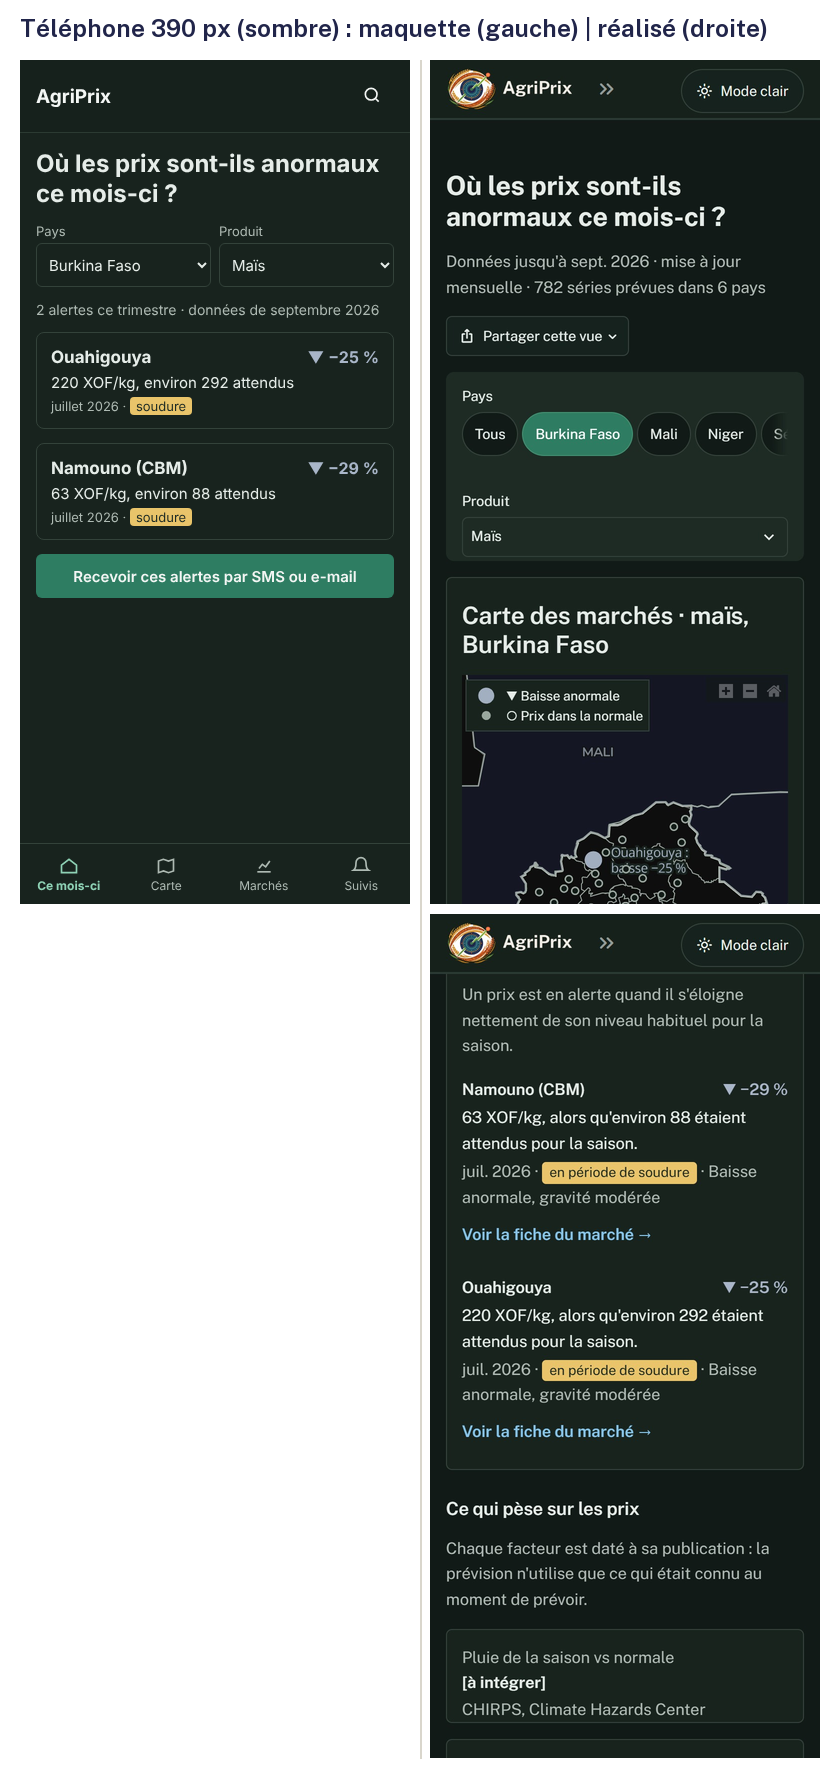 Téléphone 390 px (sombre) : maquette (gauche) | réalisé (droite)
AgriPrix
Où les prix sont-ils anormaux
ce mois-ci ?
Pays
Produit
Burkina Faso
Maïs
2 alertes ce trimestre · données de septembre 2026
Ouahigouya
▼ −25 %
220 XOF/kg, environ 292 attendus
juillet 2026 · soudure
Namouno (CBM)
▼ −29 %
63 XOF/kg, environ 88 attendus
juillet 2026 · soudure
Recevoir ces alertes par SMS ou e-mail
Ce mois-ci
Carte
Marchés
Suivis
AgriPrix
Mode clair
Où les prix sont-ils
anormaux ce mois-ci ?
Données jusqu'à sept. 2026 · mise à jour
mensuelle · 782 séries prévues dans 6 pays
Partager cette vue
Pays
Tous
Burkina Faso
Mali
Niger
Sé
Produit
Maïs
Carte des marchés · maïs,
Burkina Faso
▼ Baisse anormale
○ Prix dans la normale
MALI
Ouahigouya :
baisse −25 %
AgriPrix
Mode clair
Un prix est en alerte quand il s'éloigne
nettement de son niveau habituel pour la
saison.
Namouno (CBM)
▼ −29 %
63 XOF/kg, alors qu'environ 88 étaient
attendus pour la saison.
juil. 2026 · en période de soudure · Baisse
anormale, gravité modérée
Voir la fiche du marché →
Ouahigouya
▼ −25 %
220 XOF/kg, alors qu'environ 292 étaient
attendus pour la saison.
juil. 2026 · en période de soudure · Baisse
anormale, gravité modérée
Voir la fiche du marché →
Ce qui pèse sur les prix
Chaque facteur est daté à sa publication : la
prévision n'utilise que ce qui était connu au
moment de prévoir.
Pluie de la saison vs normale
[à intégrer]
CHIRPS, Climate Hazards Center